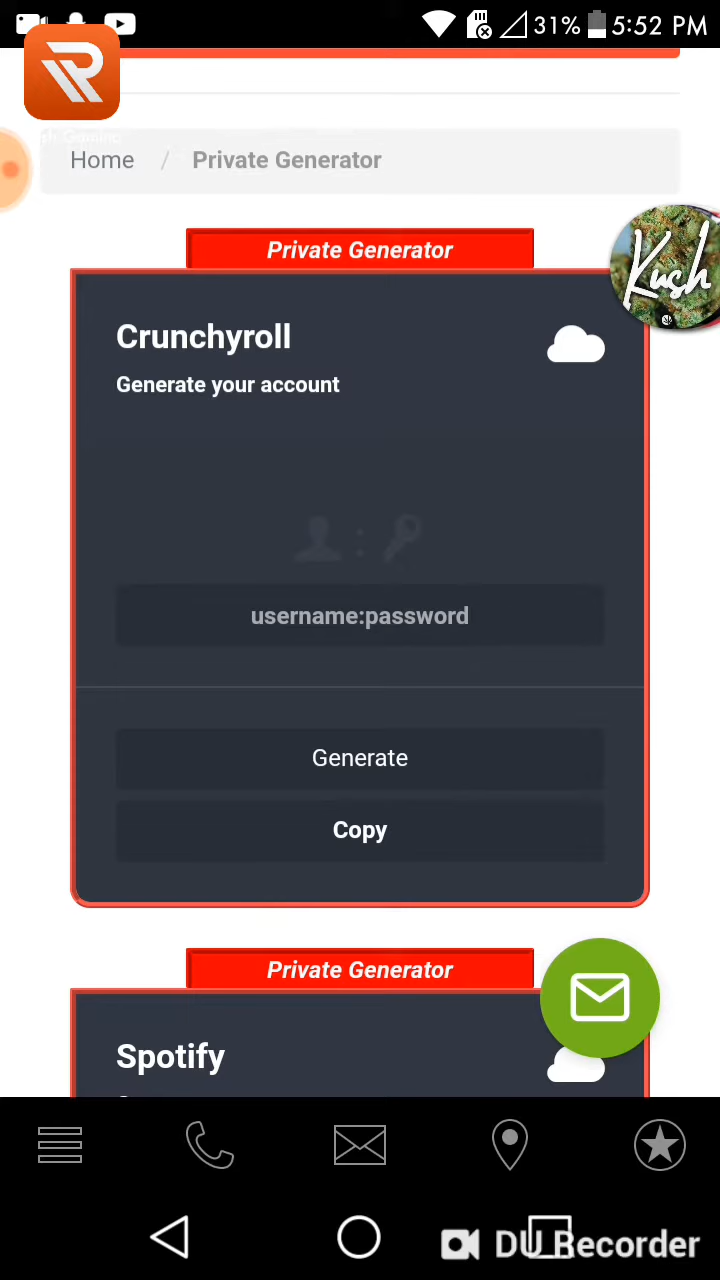 31% 5:52 PM
Home / Private Generator
Private Generator
Kush
Crunchyroll
Generate your account
username:password
Generate
Copy
Private Generator
Spotify
DU Recorder